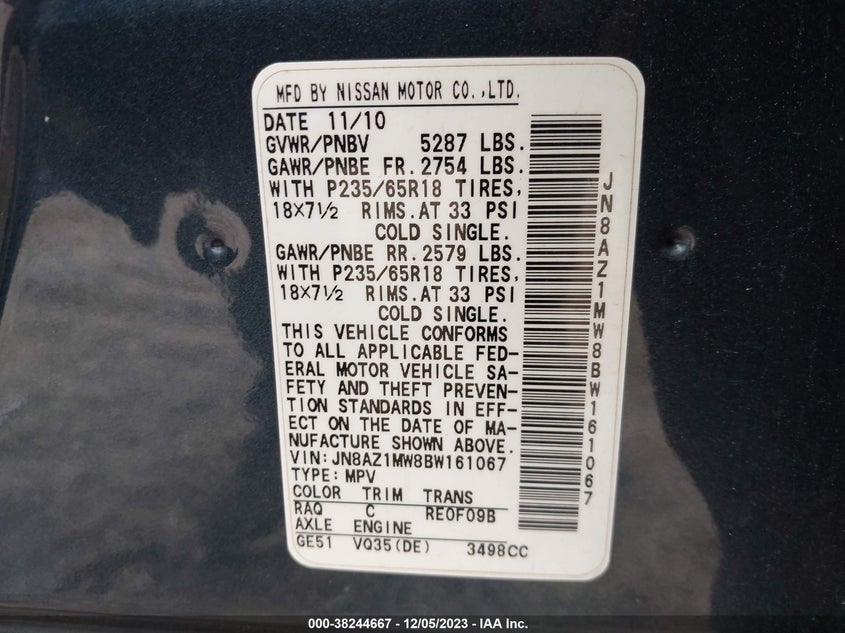 MFD BY NISSAN MOTOR CO.,LTD.
DATE 11/10
GVWR/PNBV 5287 LBS.
GAWR/PNBE FR. 2754 LBS.
WITH P235/65R18 TIRES,
18×7½ RIMS. AT 33 PSI
COLD SINGLE.
GAWR/PNBE RR. 2579 LBS.
WITH P235/65R18 TIRES,
18×7½ RIMS. AT 33 PSI
COLD SINGLE.
THIS VEHICLE CONFORMS
TO ALL APPLICABLE FED-
ERAL MOTOR VEHICLE SA-
FETY AND THEFT PREVEN-
TION STANDARDS IN EFF-
ECT ON THE DATE OF MA-
NUFACTURE SHOWN ABOVE.
VIN: JN8AZ1MW8BW161067
TYPE: MPV
COLOR TRIM TRANS
RAQ C RE0F09B
AXLE ENGINE
GE51 VQ35(DE) 3498CC
JN8AZ1MW8BW161067
000-38244667 - 12/05/2023 - IAA Inc.